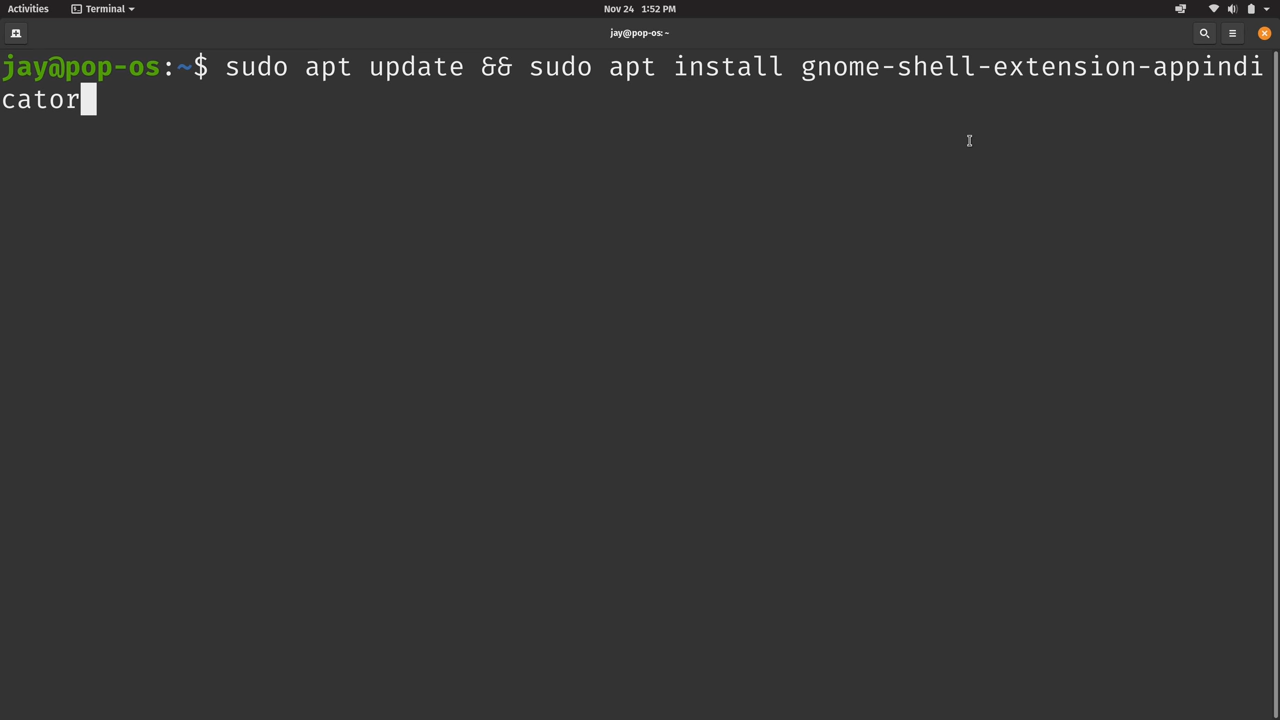 Activities Terminal Nov 24 1:52 PM
jay@pop-os: ~
jay@pop-os:~$ sudo apt update && sudo apt install gnome-shell-extension-appindi
cator